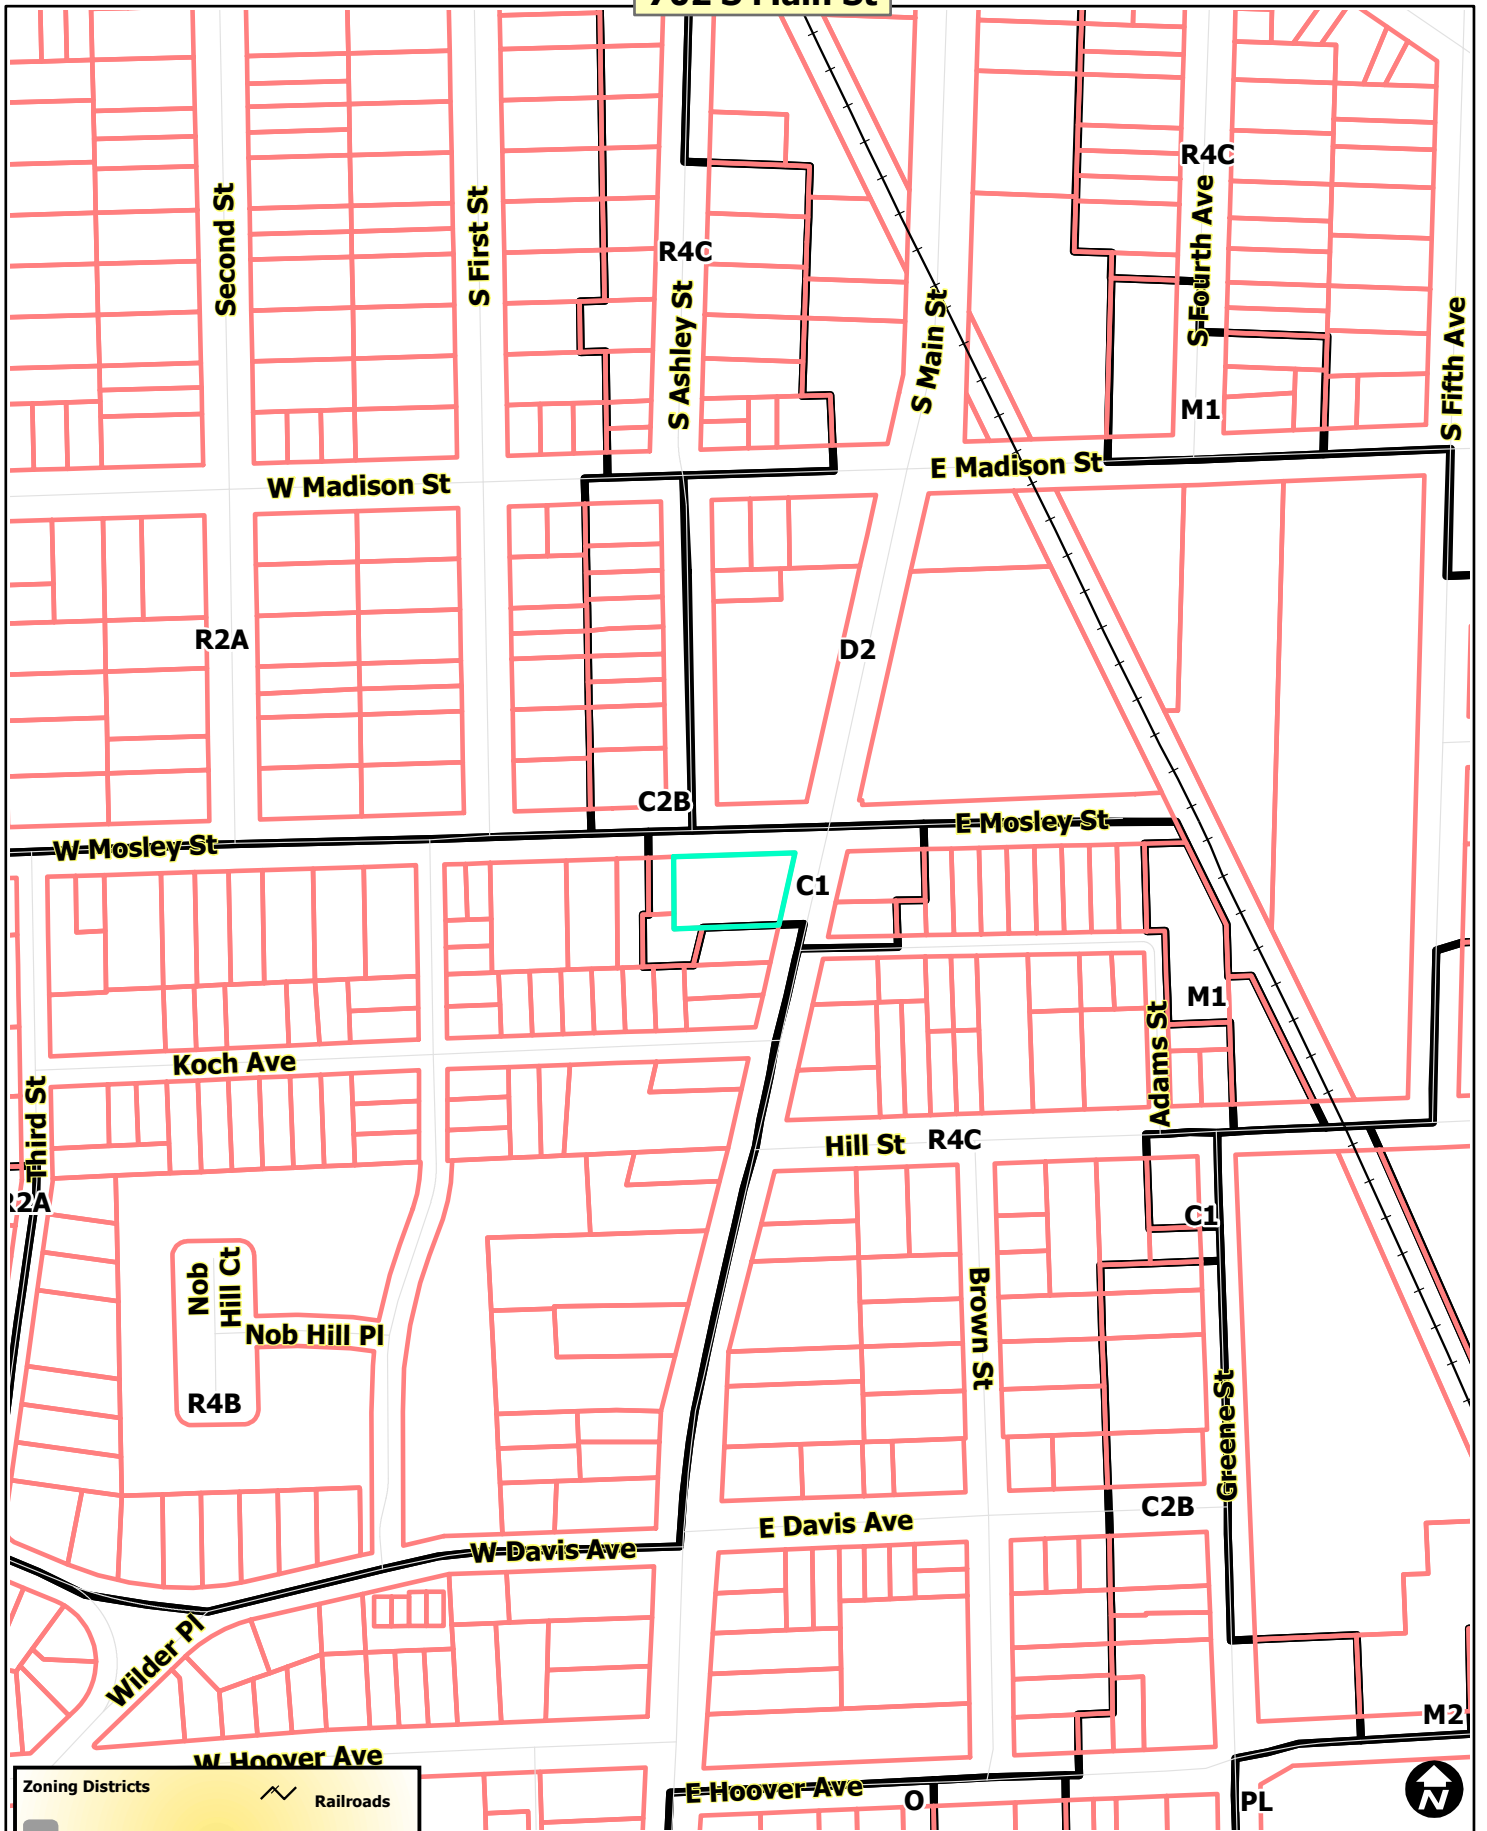 702 S Main St
R4C
R4C
Second St
S First St
S Ashley St
S Main St
S Fourth Ave
S Fifth Ave
M1
W Madison St
E Madison St
R2A
D2
C2B
W Mosley St
E Mosley St
C1
M1
Adams St
Koch Ave
Third St
Hill St
R4C
R2A
C1
Nob
Hill Ct
Nob Hill Pl
Brown St
R4B
Greene St
C2B
E Davis Ave
W Davis Ave
Wilder Pl
M2
W Hoover Ave
E Hoover Ave
O
PL
N
Zoning Districts
Railroads